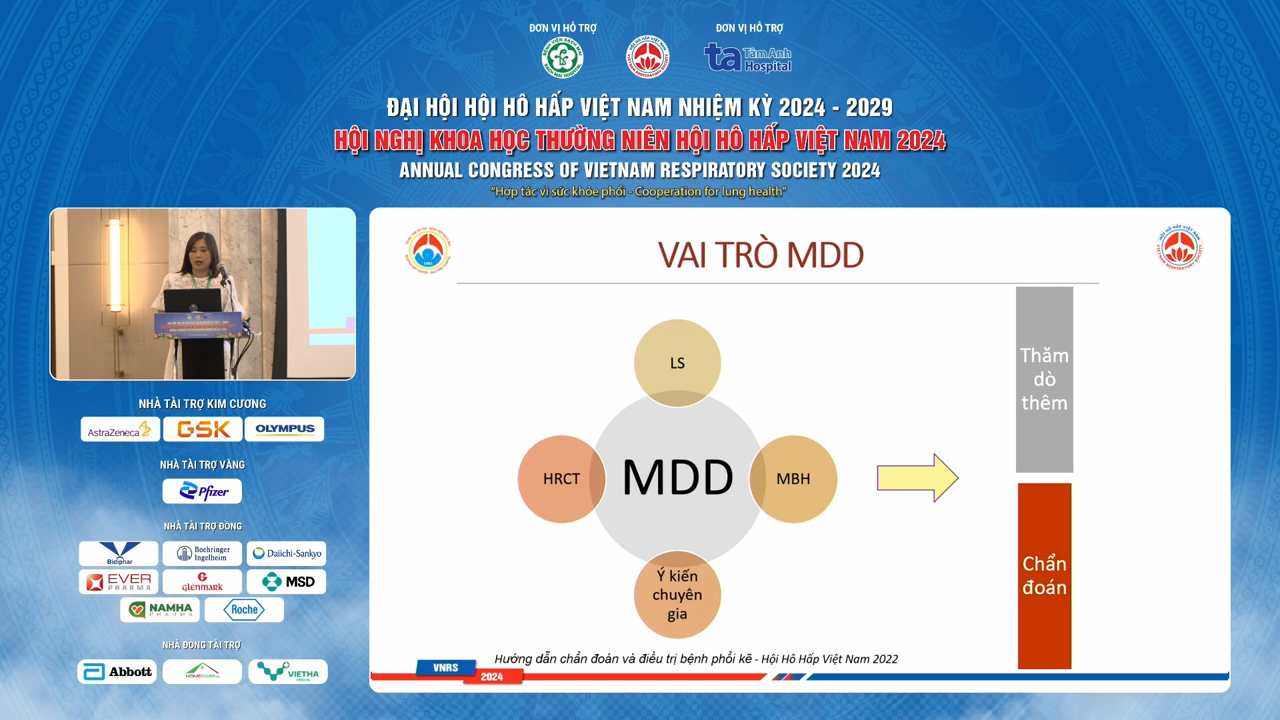 ĐƠN VỊ HỖ TRỢ
ĐƠN VỊ HỖ TRỢ
ta TâmAnh
Hospital
ĐẠI HỘI HỘI HÔ HẤP VIỆT NAM NHIỆM KỲ 2024 - 2029
HỘI NGHỊ KHOA HỌC THƯỜNG NIÊN HỘI HÔ HẤP VIỆT NAM 2024
ANNUAL CONGRESS OF VIETNAM RESPIRATORY SOCIETY 2024
"Hợp tác vì sức khỏe phổi - Cooperation for lung health"
VAI TRÒ MDD
LS
HRCT
MDD
MBH
Ý kiến
chuyên
gia
Thăm
dò
thêm
Chẩn
đoán
Hướng dẫn chẩn đoán và điều trị bệnh phổi kẽ - Hội Hô Hấp Việt Nam 2022
VNRS
2024
NHÀ TÀI TRỢ KIM CƯƠNG
AstraZeneca
GSK
OLYMPUS
NHÀ TÀI TRỢ VÀNG
Pfizer
NHÀ TÀI TRỢ ĐỒNG
Bidiphar
Boehringer
Ingelheim
Daiichi-Sankyo
EVER
PHARMA
GLENMARK
MSD
NAMHA
PHARMA
Roche
NHÀ ĐỒNG TÀI TRỢ
Abbott
VIETHA